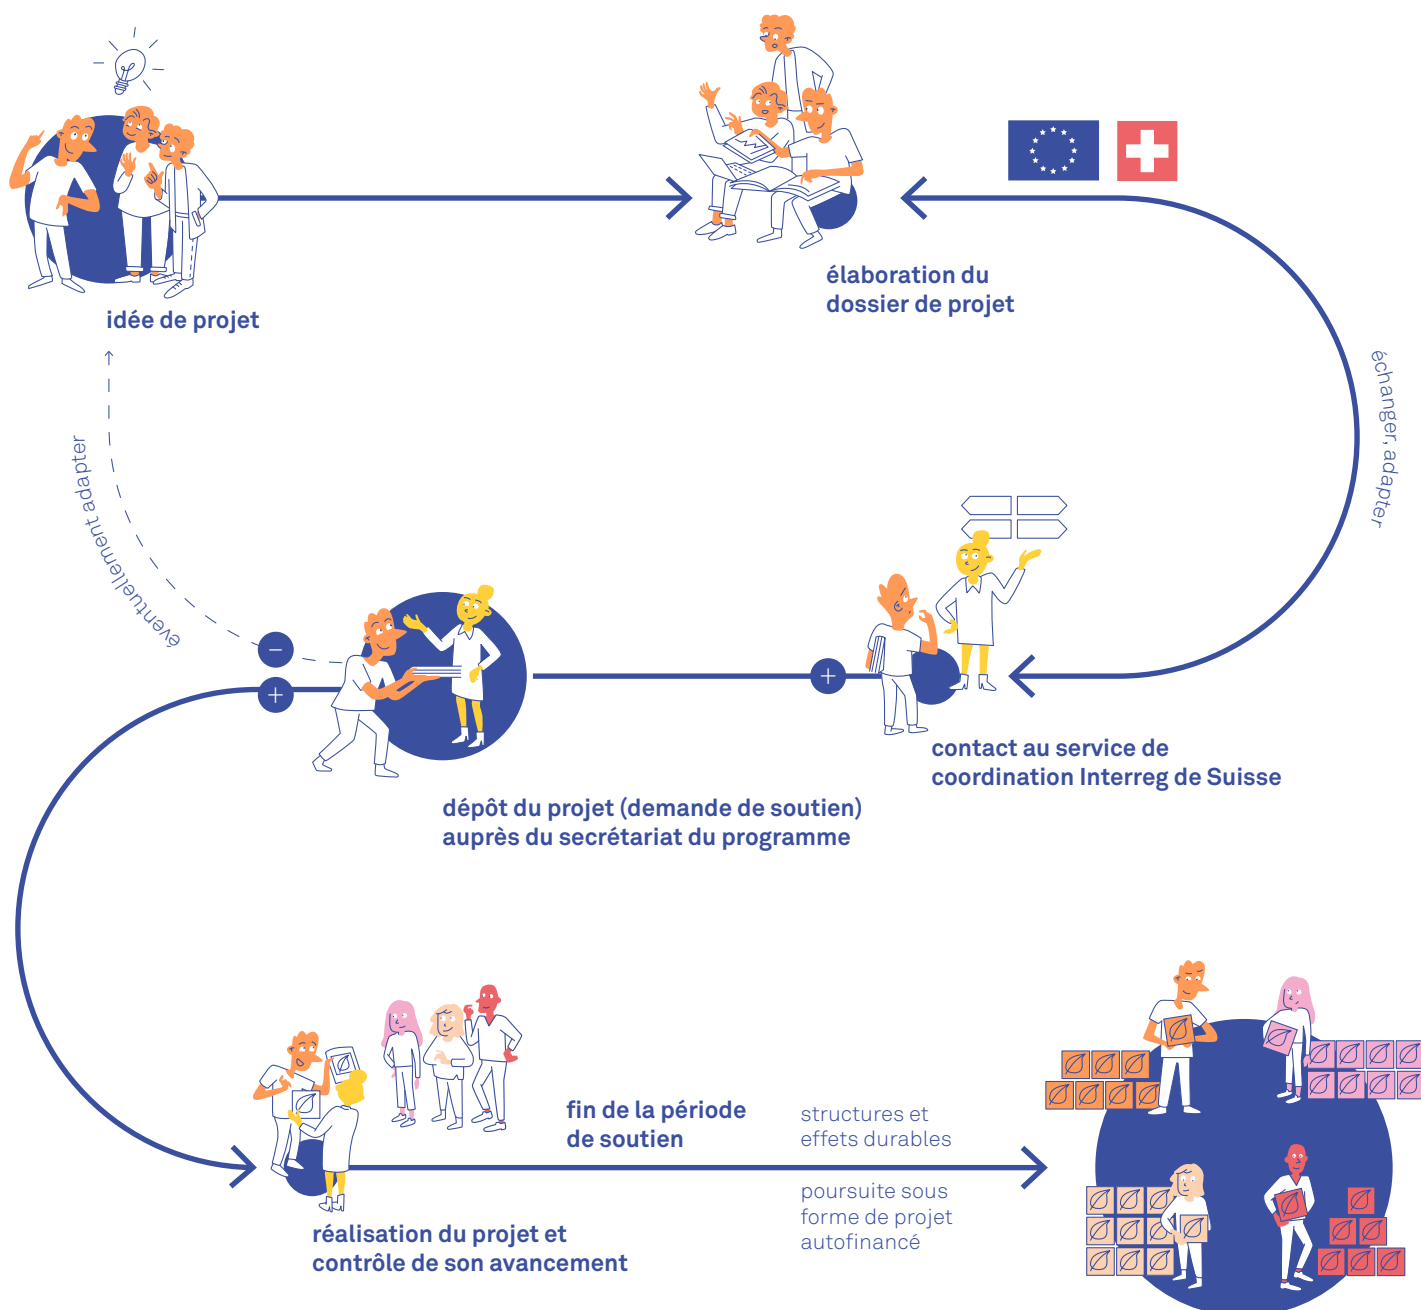 idée de projet
élaboration du
dossier de projet
échanger, adapter
éventuellement adapter
contact au service de
coordination Interreg de Suisse
dépôt du projet (demande de soutien)
auprès du secrétariat du programme
réalisation du projet et
contrôle de son avancement
fin de la période
de soutien
structures et
effets durables
poursuite sous
forme de projet
autofinancé